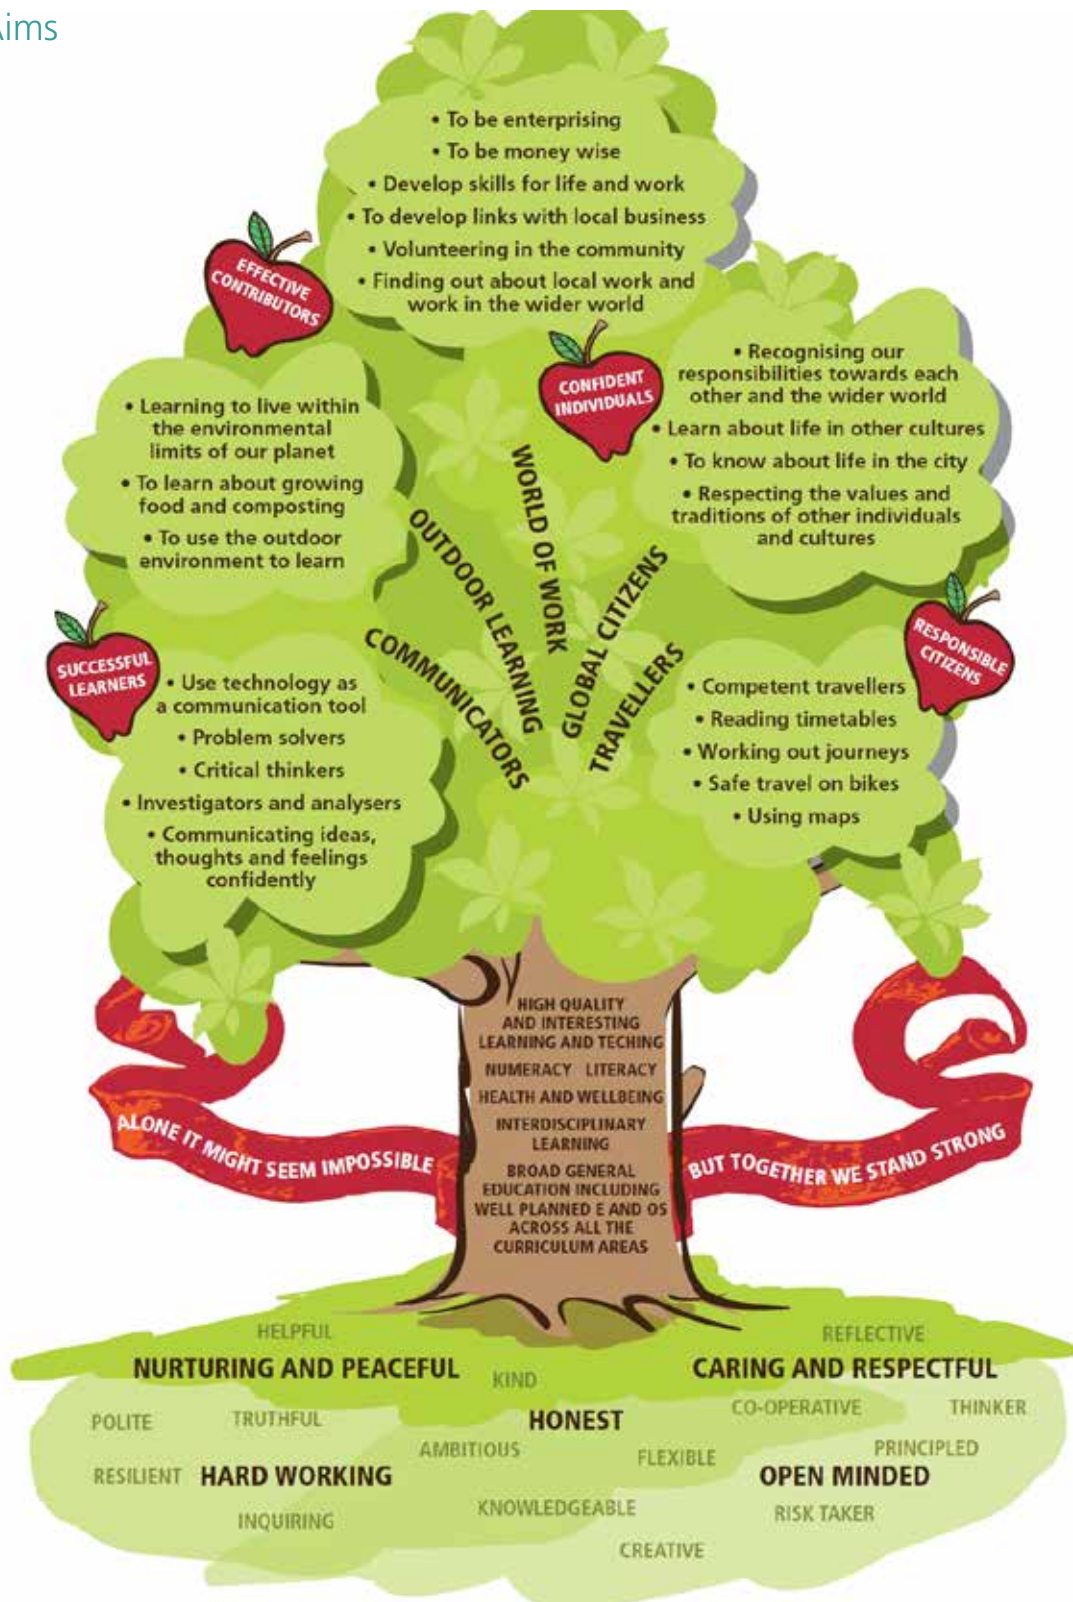 Aims
• To be enterprising
• To be money wise
• Develop skills for life and work
• To develop links with local business
• Volunteering in the community
• Finding out about local work and
work in the wider world
EFFECTIVE
CONTRIBUTORS
CONFIDENT
INDIVIDUALS
• Recognising our
responsibilities towards each
other and the wider world
• Learn about life in other cultures
• To know about life in the city
• Respecting the values and
traditions of other individuals
and cultures
• Learning to live within
the environmental
limits of our planet
• To learn about growing
food and composting
• To use the outdoor
environment to learn
COMMUNICATORS
OUTDOOR LEARNING
WORLD OF WORK
GLOBAL CITIZENS
TRAVELLERS
SUCCESSFUL
LEARNERS
RESPONSIBLE
CITIZENS
• Use technology as
a communication tool
• Problem solvers
• Critical thinkers
• Investigators and analysers
• Communicating ideas,
thoughts and feelings
confidently
• Competent travellers
• Reading timetables
• Working out journeys
• Safe travel on bikes
• Using maps
HIGH QUALITY
AND INTERESTING
LEARNING AND TECHING
NUMERACY LITERACY
HEALTH AND WELLBEING
INTERDISCIPLINARY
LEARNING
BROAD GENERAL
EDUCATION INCLUDING
WELL PLANNED E AND OS
ACROSS ALL THE
CURRICULUM AREAS
ALONE IT MIGHT SEEM IMPOSSIBLE
BUT TOGETHER WE STAND STRONG
HELPFUL
REFLECTIVE
NURTURING AND PEACEFUL
KIND
CARING AND RESPECTFUL
POLITE
TRUTHFUL
HONEST
CO-OPERATIVE
THINKER
AMBITIOUS
FLEXIBLE
PRINCIPLED
RESILIENT
HARD WORKING
OPEN MINDED
INQUIRING
KNOWLEDGEABLE
RISK TAKER
CREATIVE